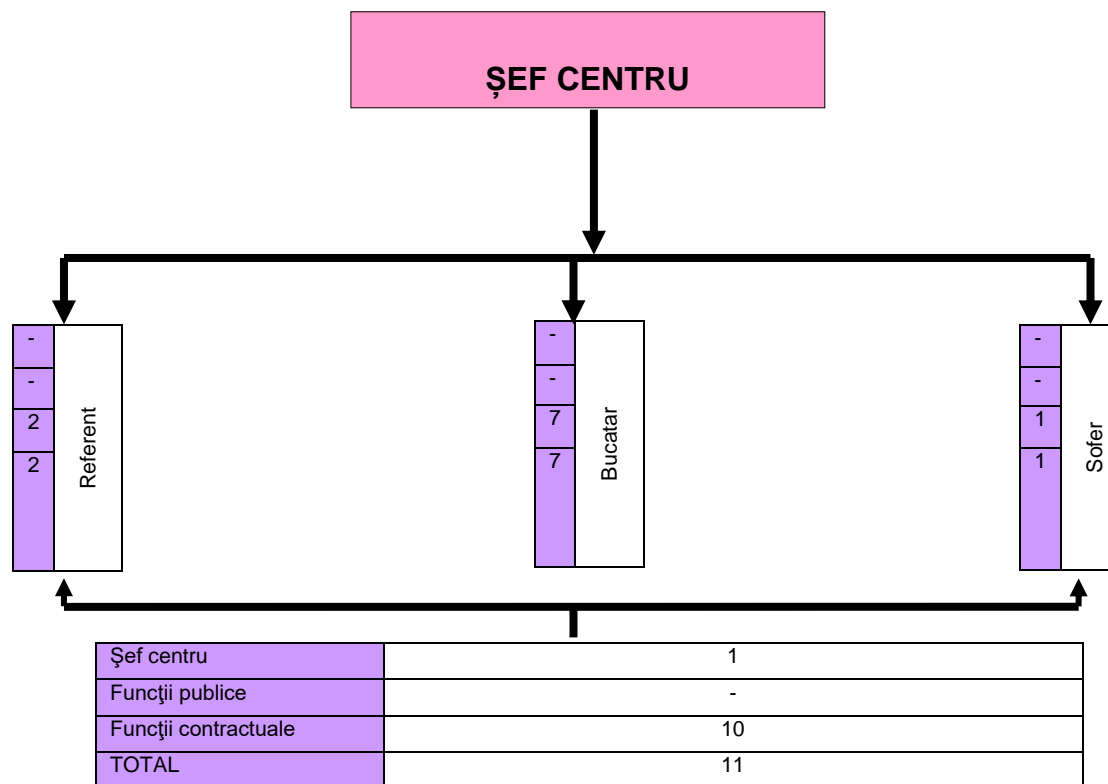 ȘEF CENTRU
-
-
2
2
Referent
-
-
7
7
Bucatar
-
-
1
1
Sofer
Şef centru 1
Funcţii publice -
Funcţii contractuale 10
TOTAL 11